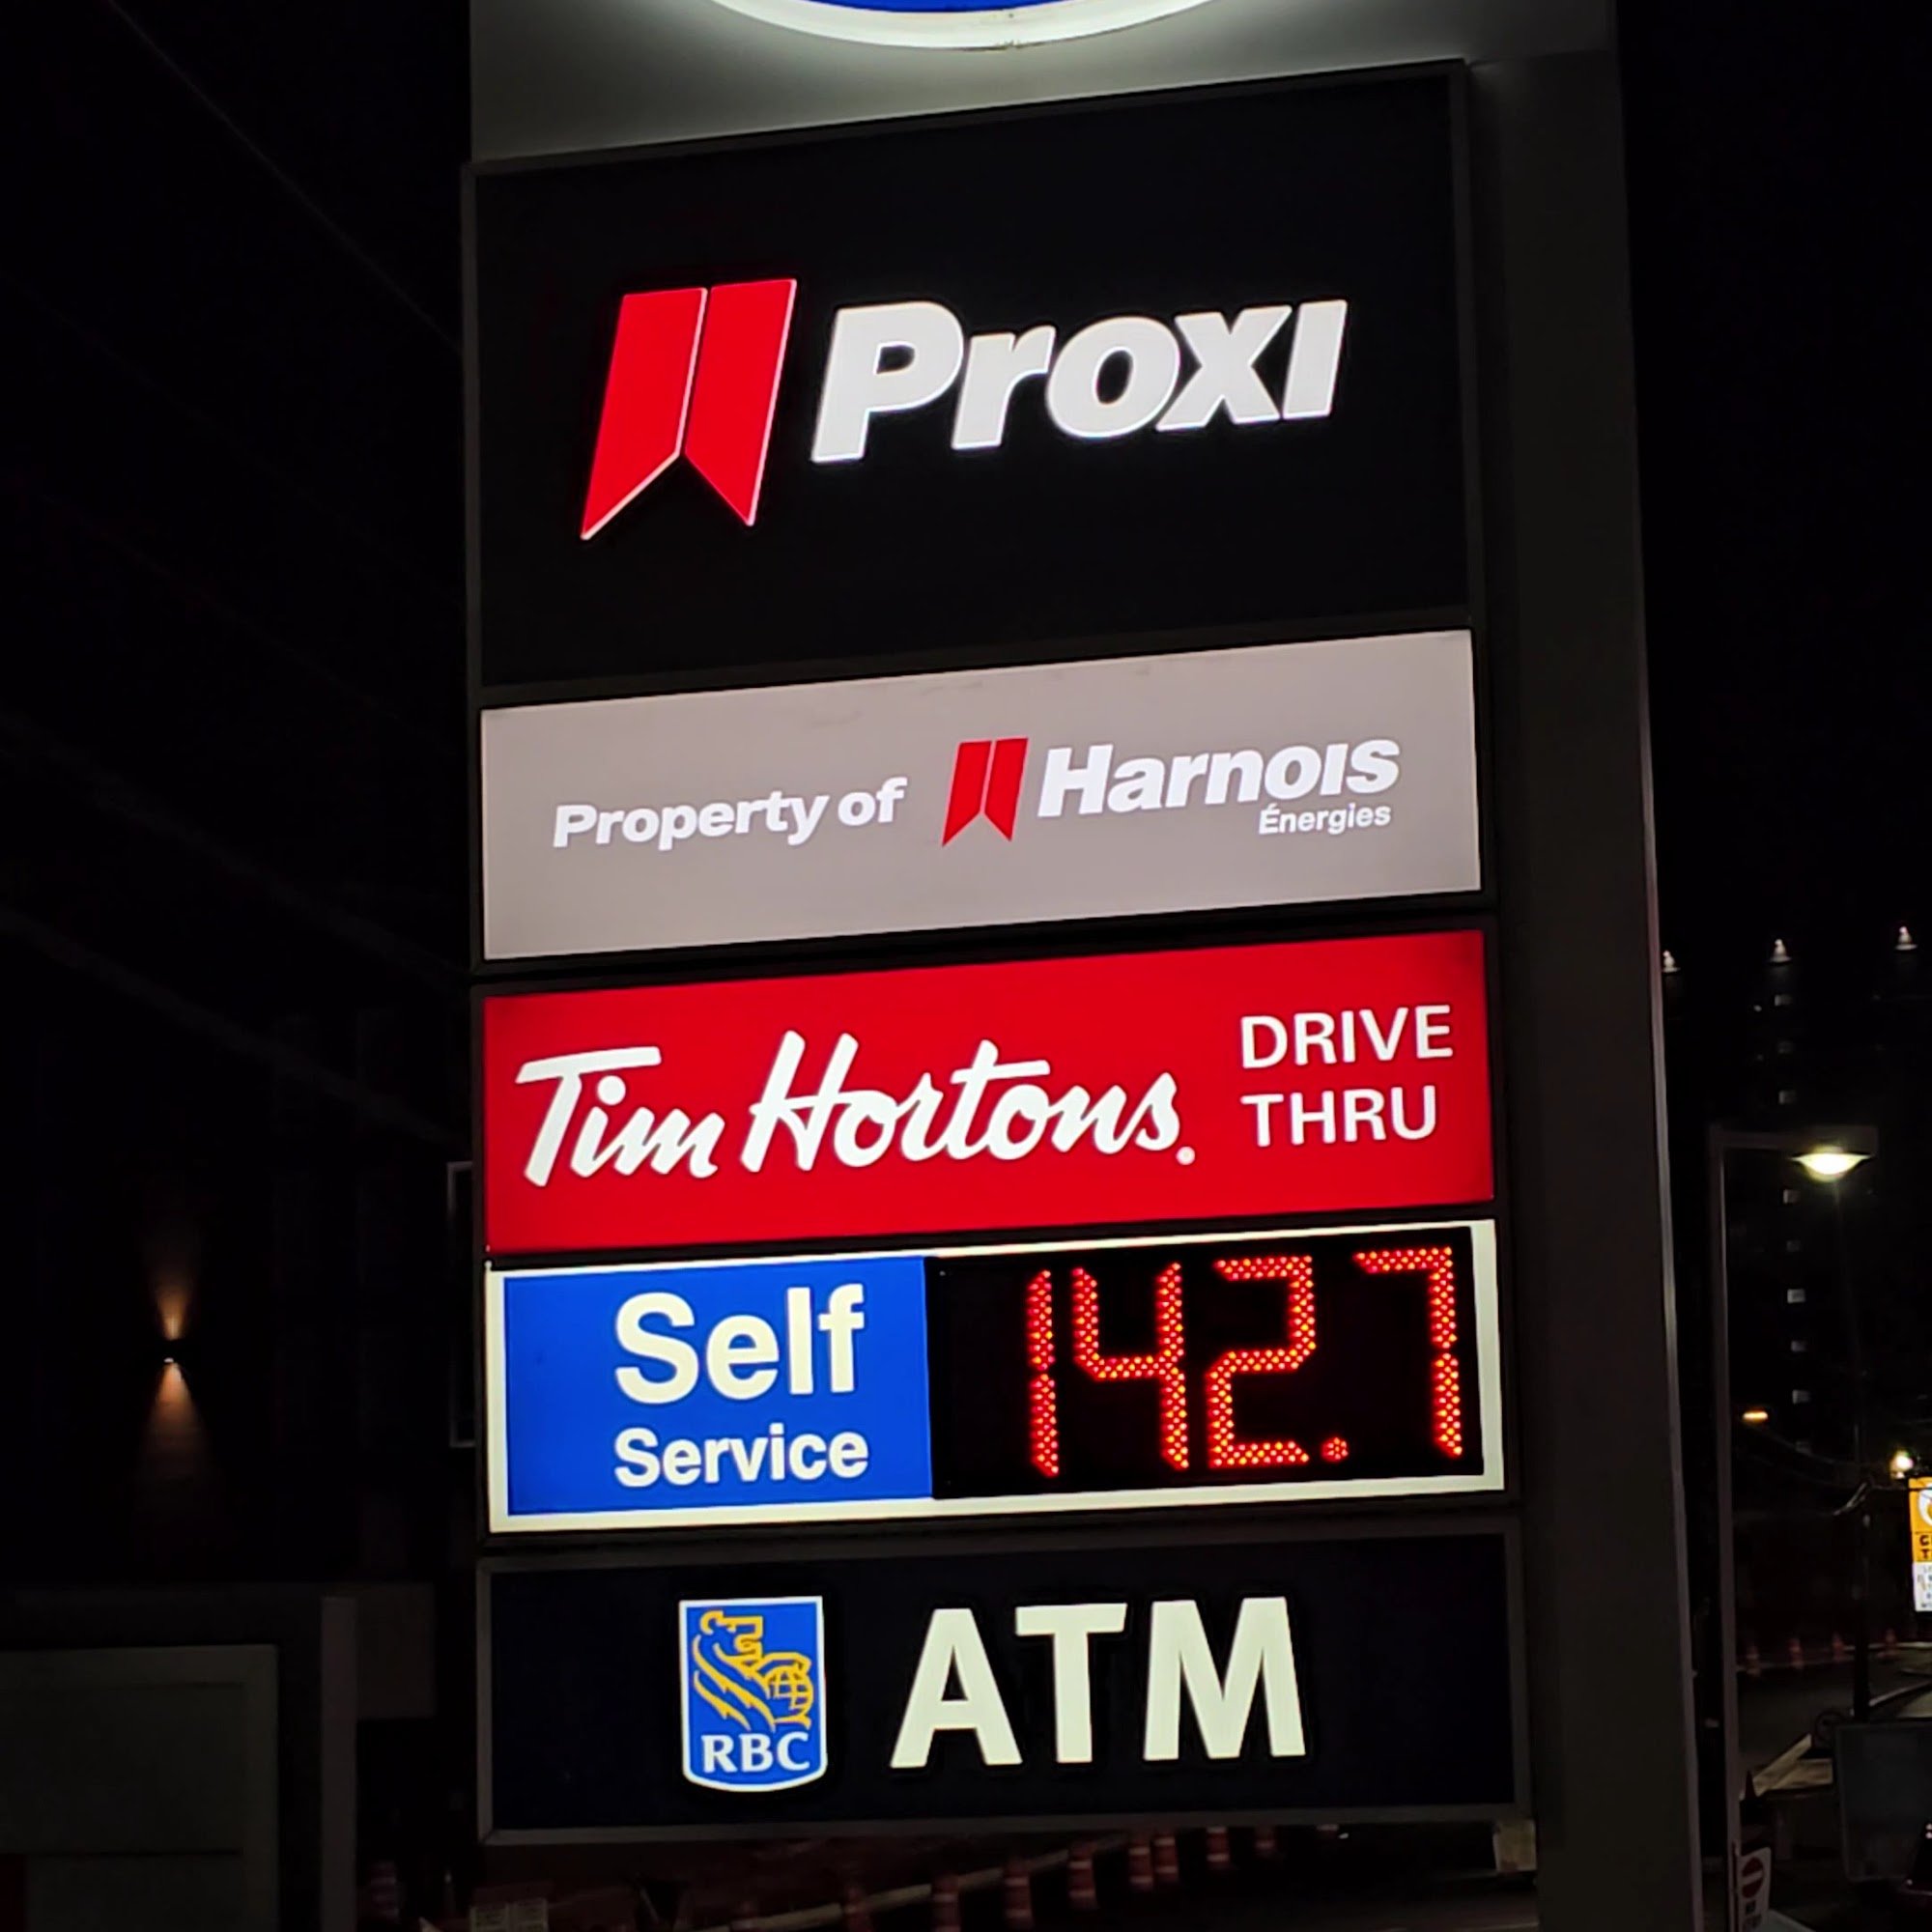 Proxi
Property of Harnois
Énergies
Tim Hortons.
DRIVE
THRU
Self
Service
142.7
RBC
ATM